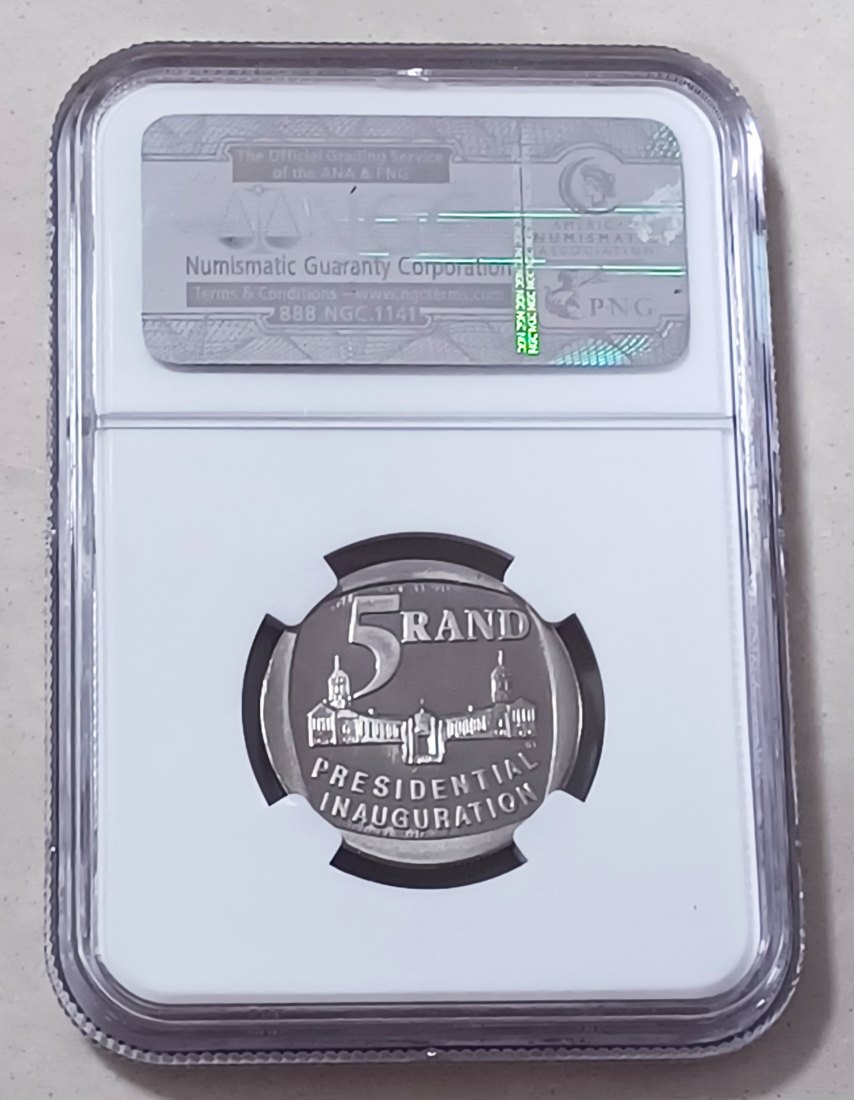 The Official Grading Service
of the ANA & PNG
Numismatic Guaranty Corporation
Terms & Conditions — www.ngcterms.com
888.NGC.1141
NUMISMATIC
ASSOCIATION
PNG
5 RAND
PRESIDENTIAL
INAUGURATION